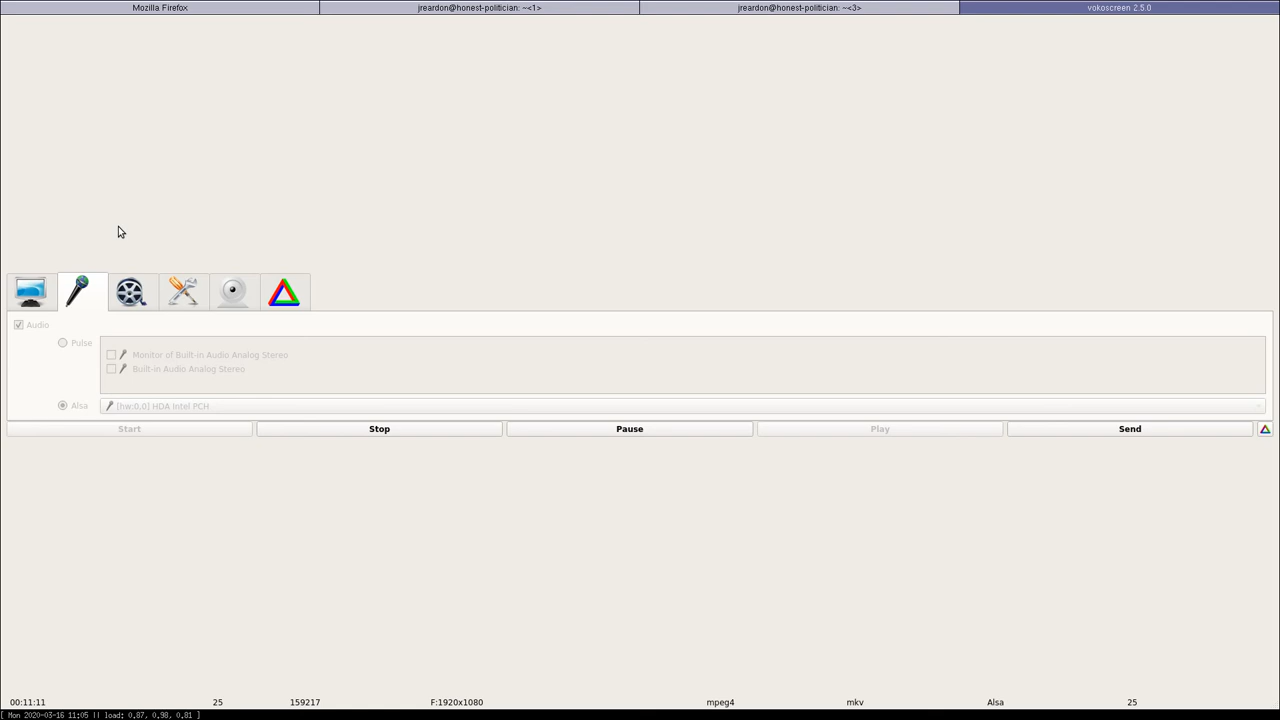 Mozilla Firefox jreardon@honest-politician: ~<1> jreardon@honest-politician: ~<3> vokoscreen 2.5.0
Audio
Pulse
Monitor of Built-in Audio Analog Stereo
Built-in Audio Analog Stereo
Alsa [hw:0,0] HDA Intel PCH
Start Stop Pause Play Send
00:11:11 25 159217 F:1920x1080 mpeg4 mkv Alsa 25
[ Mon 2020-03-16 11:05 || load: 0.87, 0.98, 0.81 ]